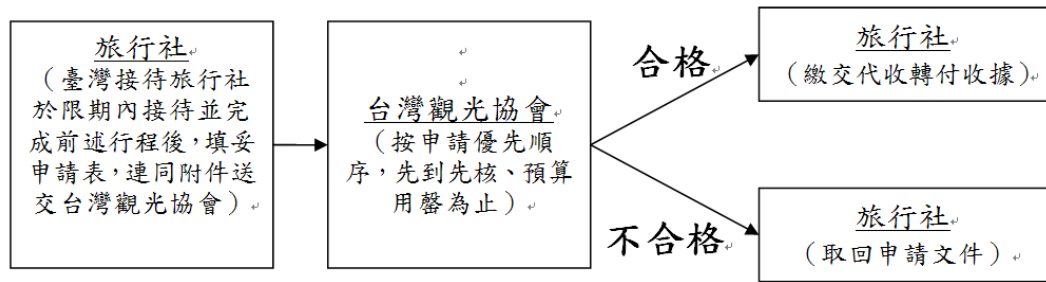 旅行社
（臺灣接待旅行社
於限期內接待並完
成前述行程後，填妥
申請表，連同附件送
交台灣觀光協會）
台灣觀光協會
（按申請優先順
序，先到先核、預算
用罄為止）
合格
不合格
旅行社
（繳交代收轉付收據）
旅行社
（取回申請文件）